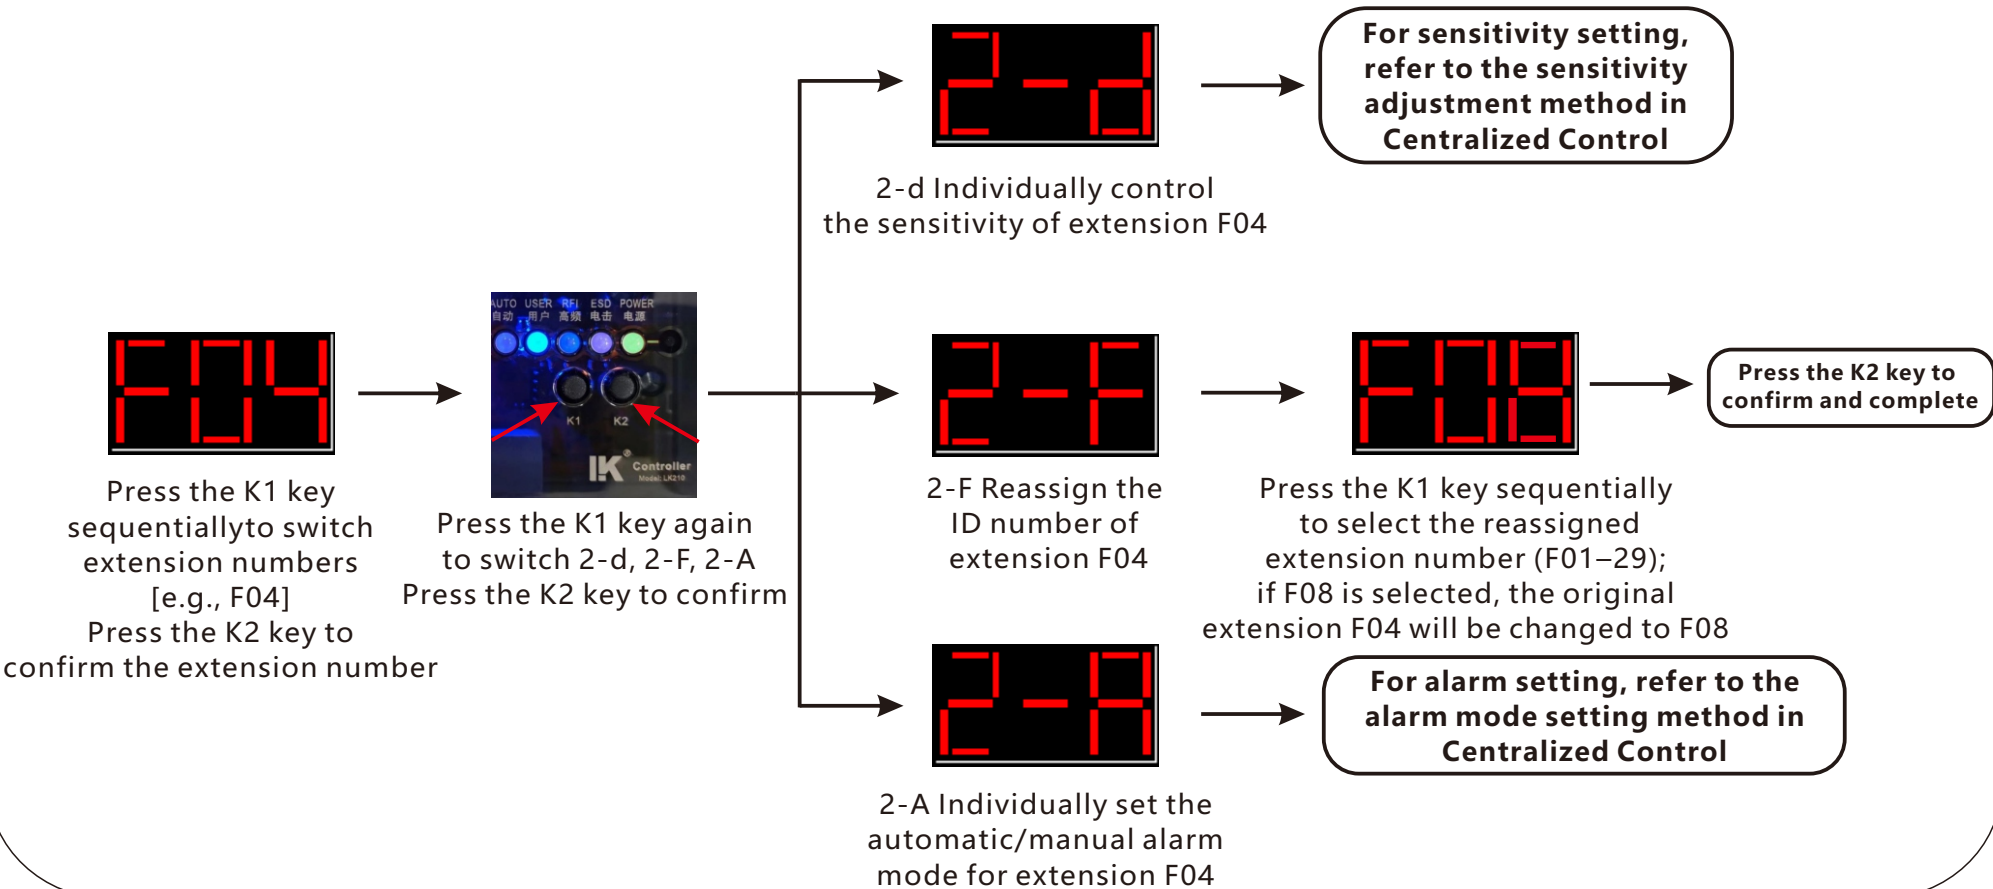 2-d
For sensitivity setting,
refer to the sensitivity
adjustment method in
Centralized Control
2-d Individually control
the sensitivity of extension F04
F04
Press the K1 key
sequentiallyto switch
extension numbers
[e.g., F04]
Press the K2 key to
confirm the extension number
AUTO USER RFI ESD POWER
自动 用户 高频 电击 电源
K1 K2
LK® Controller
Model: LK210
Press the K1 key again
to switch 2-d, 2-F, 2-A
Press the K2 key to confirm
2-F
2-F Reassign the
ID number of
extension F04
F08
Press the K1 key sequentially
to select the reassigned
extension number (F01–29);
if F08 is selected, the original
extension F04 will be changed to F08
Press the K2 key to
confirm and complete
2-A
2-A Individually set the
automatic/manual alarm
mode for extension F04
For alarm setting, refer to the
alarm mode setting method in
Centralized Control